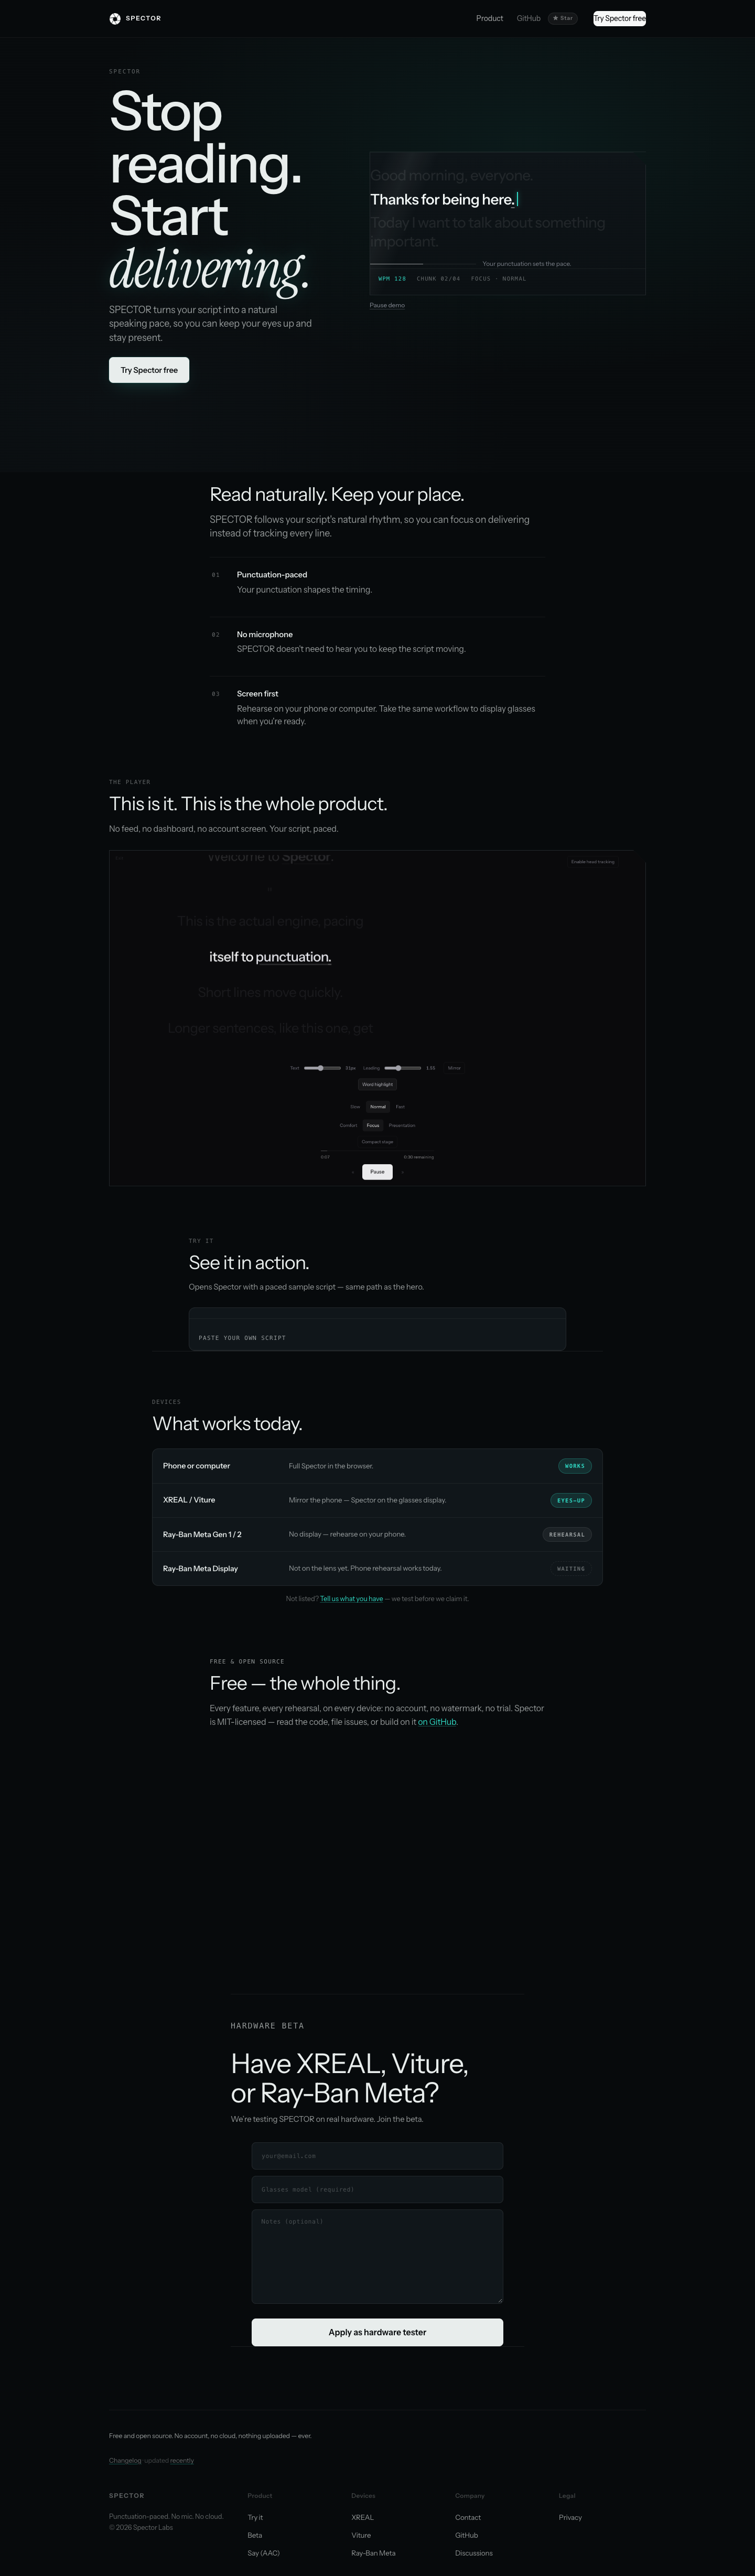 SPECTOR
Product
GitHub
★ Star
Try Spector free
SPECTOR
Stop
reading.
Start
delivering.
SPECTOR turns your script into a natural
speaking pace, so you can keep your eyes up and
stay present.
Try Spector free
Good morning, everyone.
Thanks for being here.
Today I want to talk about something
important.
Your punctuation sets the pace.
WPM 128 CHUNK 02/04 FOCUS · NORMAL
Pause demo
Read naturally. Keep your place.
SPECTOR follows your script's natural rhythm, so you can focus on delivering
instead of tracking every line.
01
Punctuation-paced
Your punctuation shapes the timing.
02
No microphone
SPECTOR doesn't need to hear you to keep the script moving.
03
Screen first
Rehearse on your phone or computer. Take the same workflow to display glasses
when you're ready.
THE PLAYER
This is it. This is the whole product.
No feed, no dashboard, no account screen. Your script, paced.
Welcome to Spector.
Enable head tracking
This is the actual engine, pacing
itself to punctuation.
Short lines move quickly.
Longer sentences, like this one, get
Text
Leading
Mirror
Word highlight
Slow Normal Fast
Comfort Focus Presentation
Compact stage
0:07
0:30 remaining
Pause
TRY IT
See it in action.
Opens Spector with a paced sample script — same path as the hero.
PASTE YOUR OWN SCRIPT
DEVICES
What works today.
Phone or computer Full Spector in the browser. WORKS
XREAL / Viture Mirror the phone — Spector on the glasses display. EYES-UP
Ray-Ban Meta Gen 1 / 2 No display — rehearse on your phone. REHEARSAL
Ray-Ban Meta Display Not on the lens yet. Phone rehearsal works today. WAITING
Not listed? Tell us what you have — we test before we claim it.
FREE & OPEN SOURCE
Free — the whole thing.
Every feature, every rehearsal, on every device: no account, no watermark, no trial. Spector
is MIT-licensed — read the code, file issues, or build on it on GitHub.
HARDWARE BETA
Have XREAL, Viture,
or Ray-Ban Meta?
We're testing SPECTOR on real hardware. Join the beta.
your@email.com
Glasses model (required)
Notes (optional)
Apply as hardware tester
Free and open source. No account, no cloud, nothing uploaded — ever.
Changelog · updated recently
SPECTOR
Punctuation-paced. No mic. No cloud.
© 2026 Spector Labs
Product
Try it
Beta
Say (AAC)
Devices
XREAL
Viture
Ray-Ban Meta
Company
Contact
GitHub
Discussions
Legal
Privacy